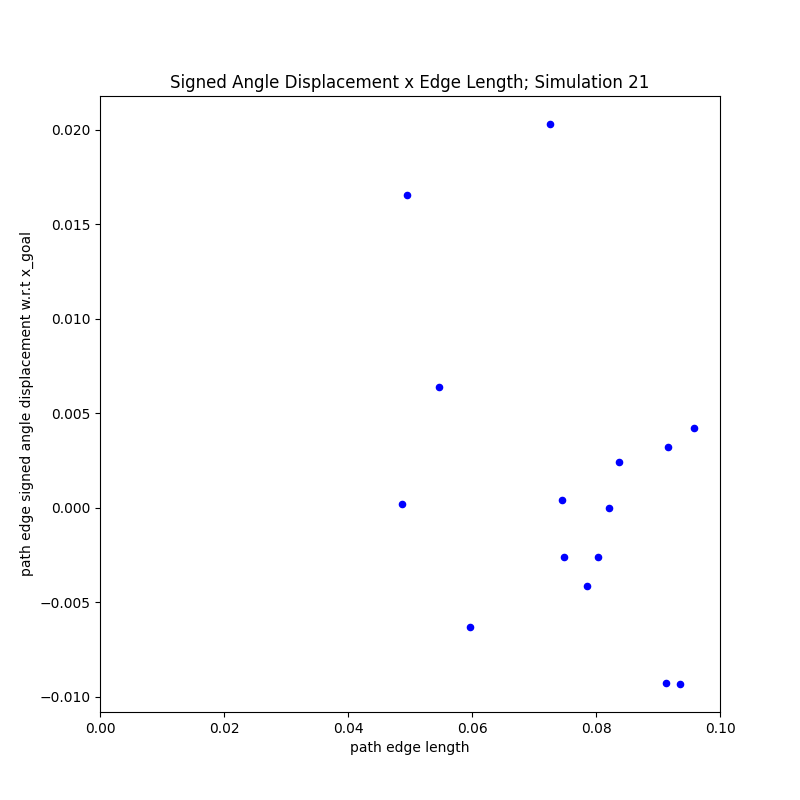 Signed Angle Displacement x Edge Length; Simulation 21
path edge signed angle displacement w.r.t x_goal
0.020
0.015
0.010
0.005
0.000
−0.005
−0.010
0.00 0.02 0.04 0.06 0.08 0.10
path edge length